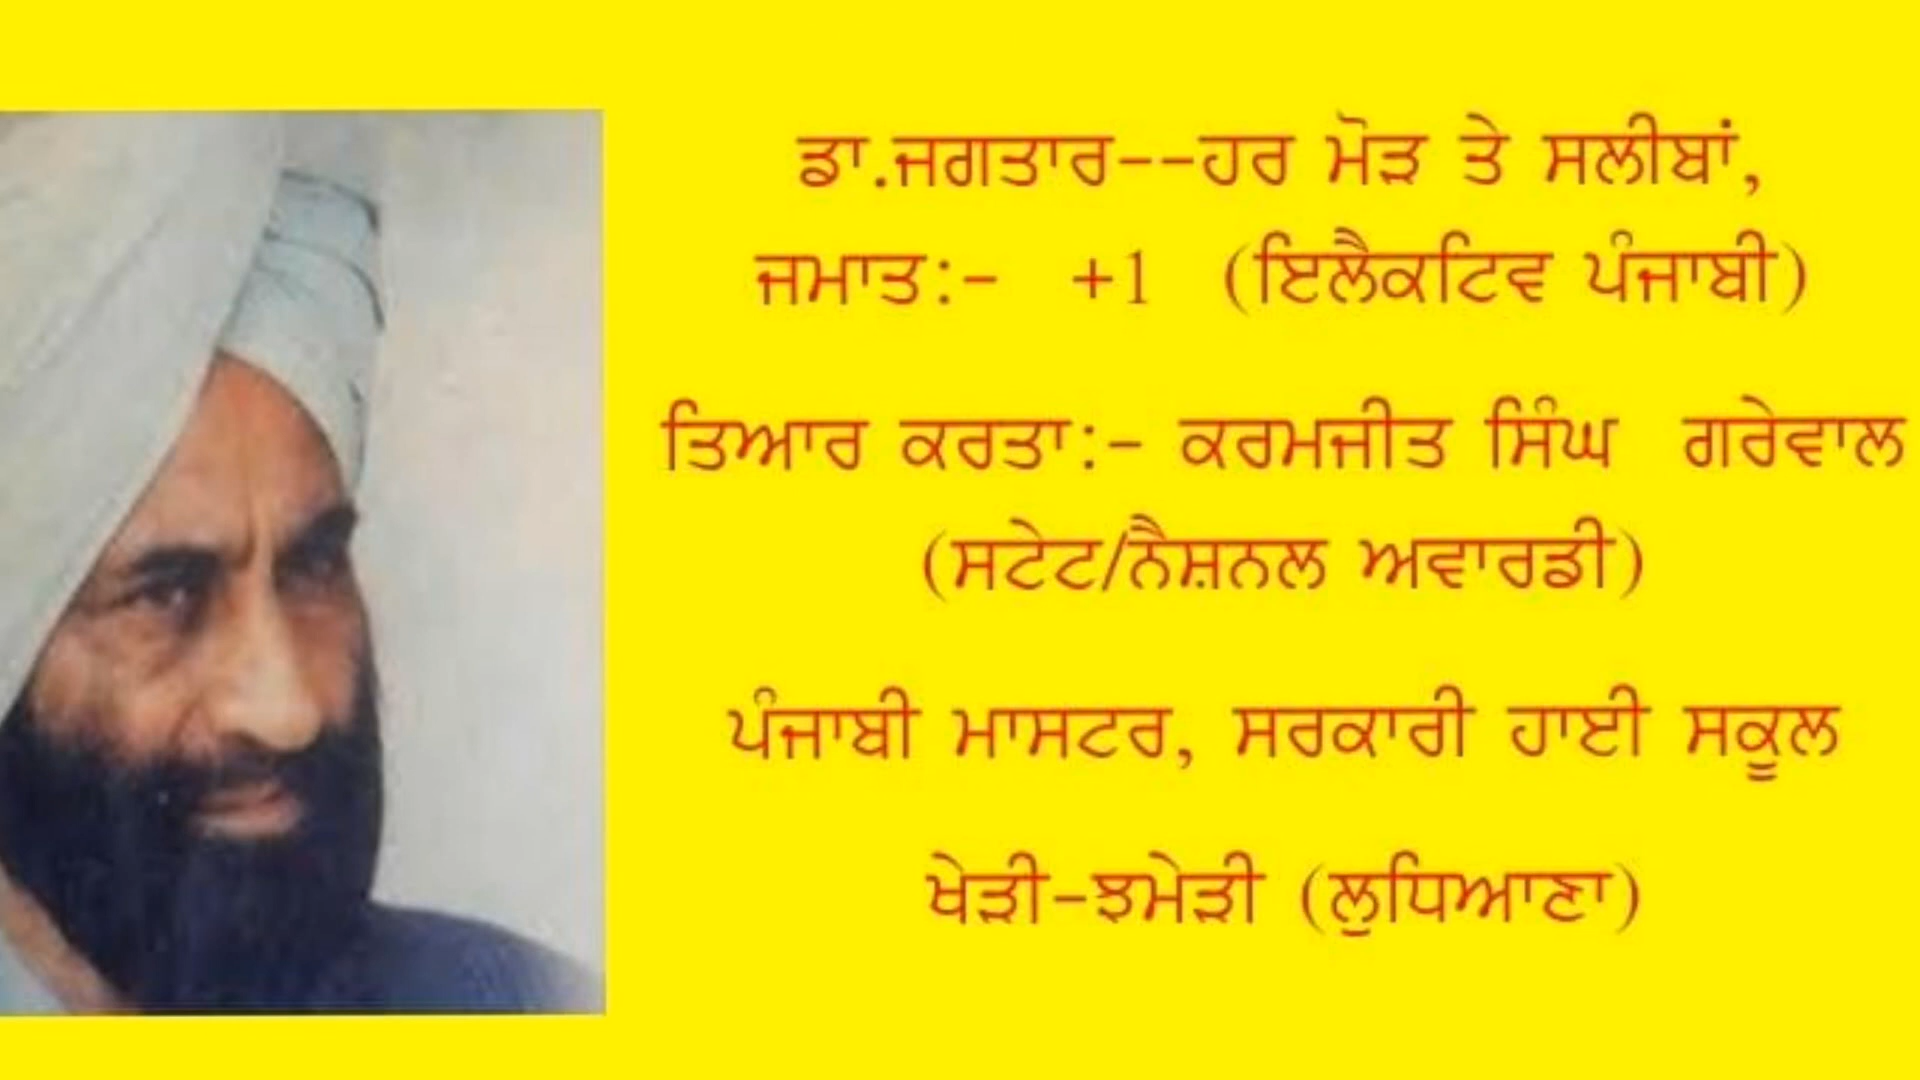 ਡਾ.ਜਗਤਾਰ--ਹਰ ਮੋੜ ਤੇ ਸਲੀਬਾਂ,
ਜਮਾਤ:- +1 (ਇਲੈਕਟਿਵ ਪੰਜਾਬੀ)
ਤਿਆਰ ਕਰਤਾ:- ਕਰਮਜੀਤ ਸਿੰਘ ਗਰੇਵਾਲ
(ਸਟੇਟ/ਨੈਸ਼ਨਲ ਅਵਾਰਡੀ)
ਪੰਜਾਬੀ ਮਾਸਟਰ, ਸਰਕਾਰੀ ਹਾਈ ਸਕੂਲ
ਖੇੜੀ-ਝਮੇੜੀ (ਲੁਧਿਆਣਾ)